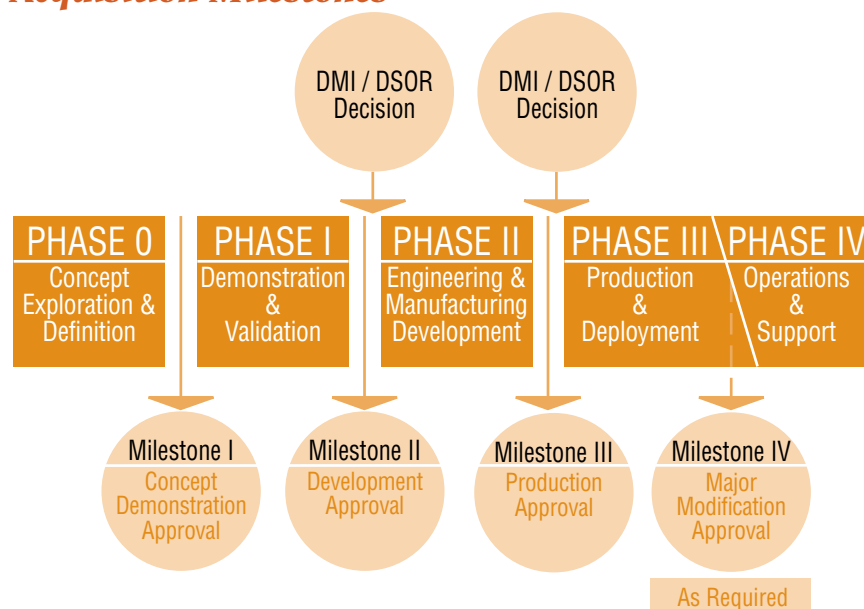 Acquisition Milestones
DMI / DSOR
Decision
DMI / DSOR
Decision
PHASE 0
Concept
Exploration &
Definition
PHASE I
Demonstration
&
Validation
PHASE II
Engineering &
Manufacturing
Development
PHASE III
Production
&
Deployment
PHASE IV
Operations
&
Support
Milestone I
Concept
Demonstration
Approval
Milestone II
Development
Approval
Milestone III
Production
Approval
Milestone IV
Major
Modification
Approval
As Required